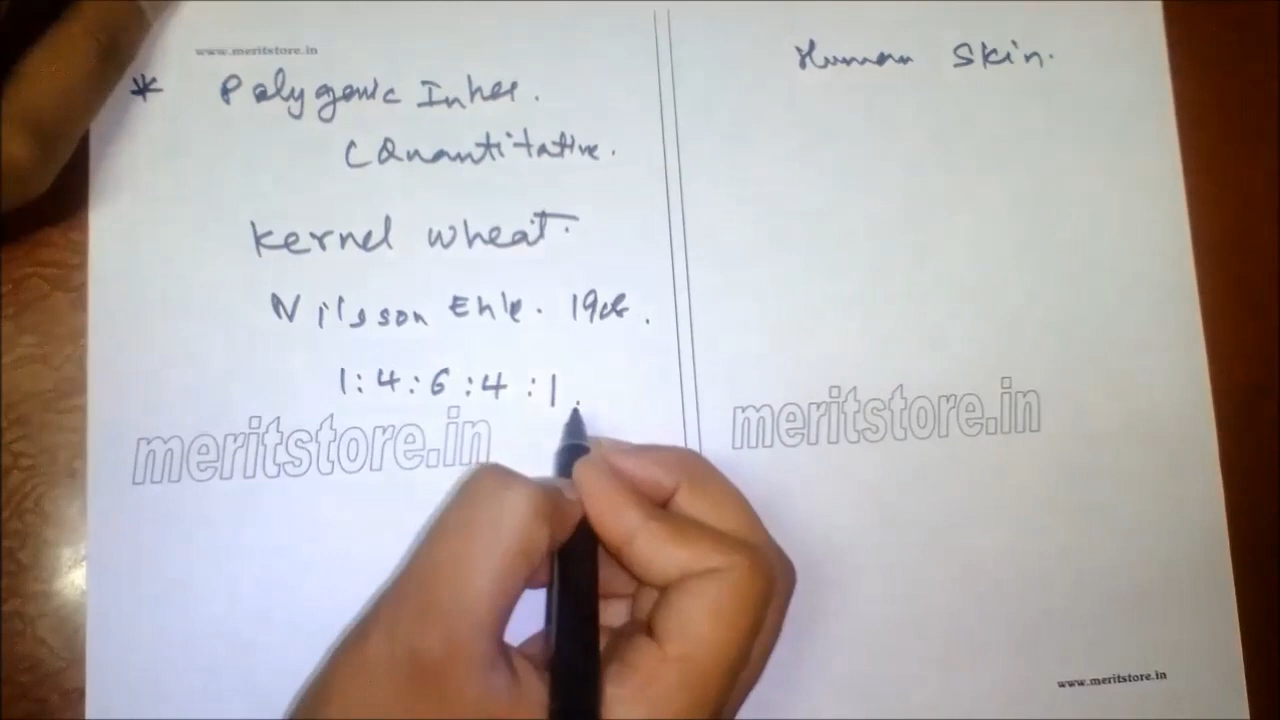 www.meritstore.in
* Polygenic Inher.
(Quantitative.
Kernel wheat.
Nilsson Ehle. 1908.
1:4:6:4:1.
meritstore.in
Human Skin.
meritstore.in
www.meritstore.in